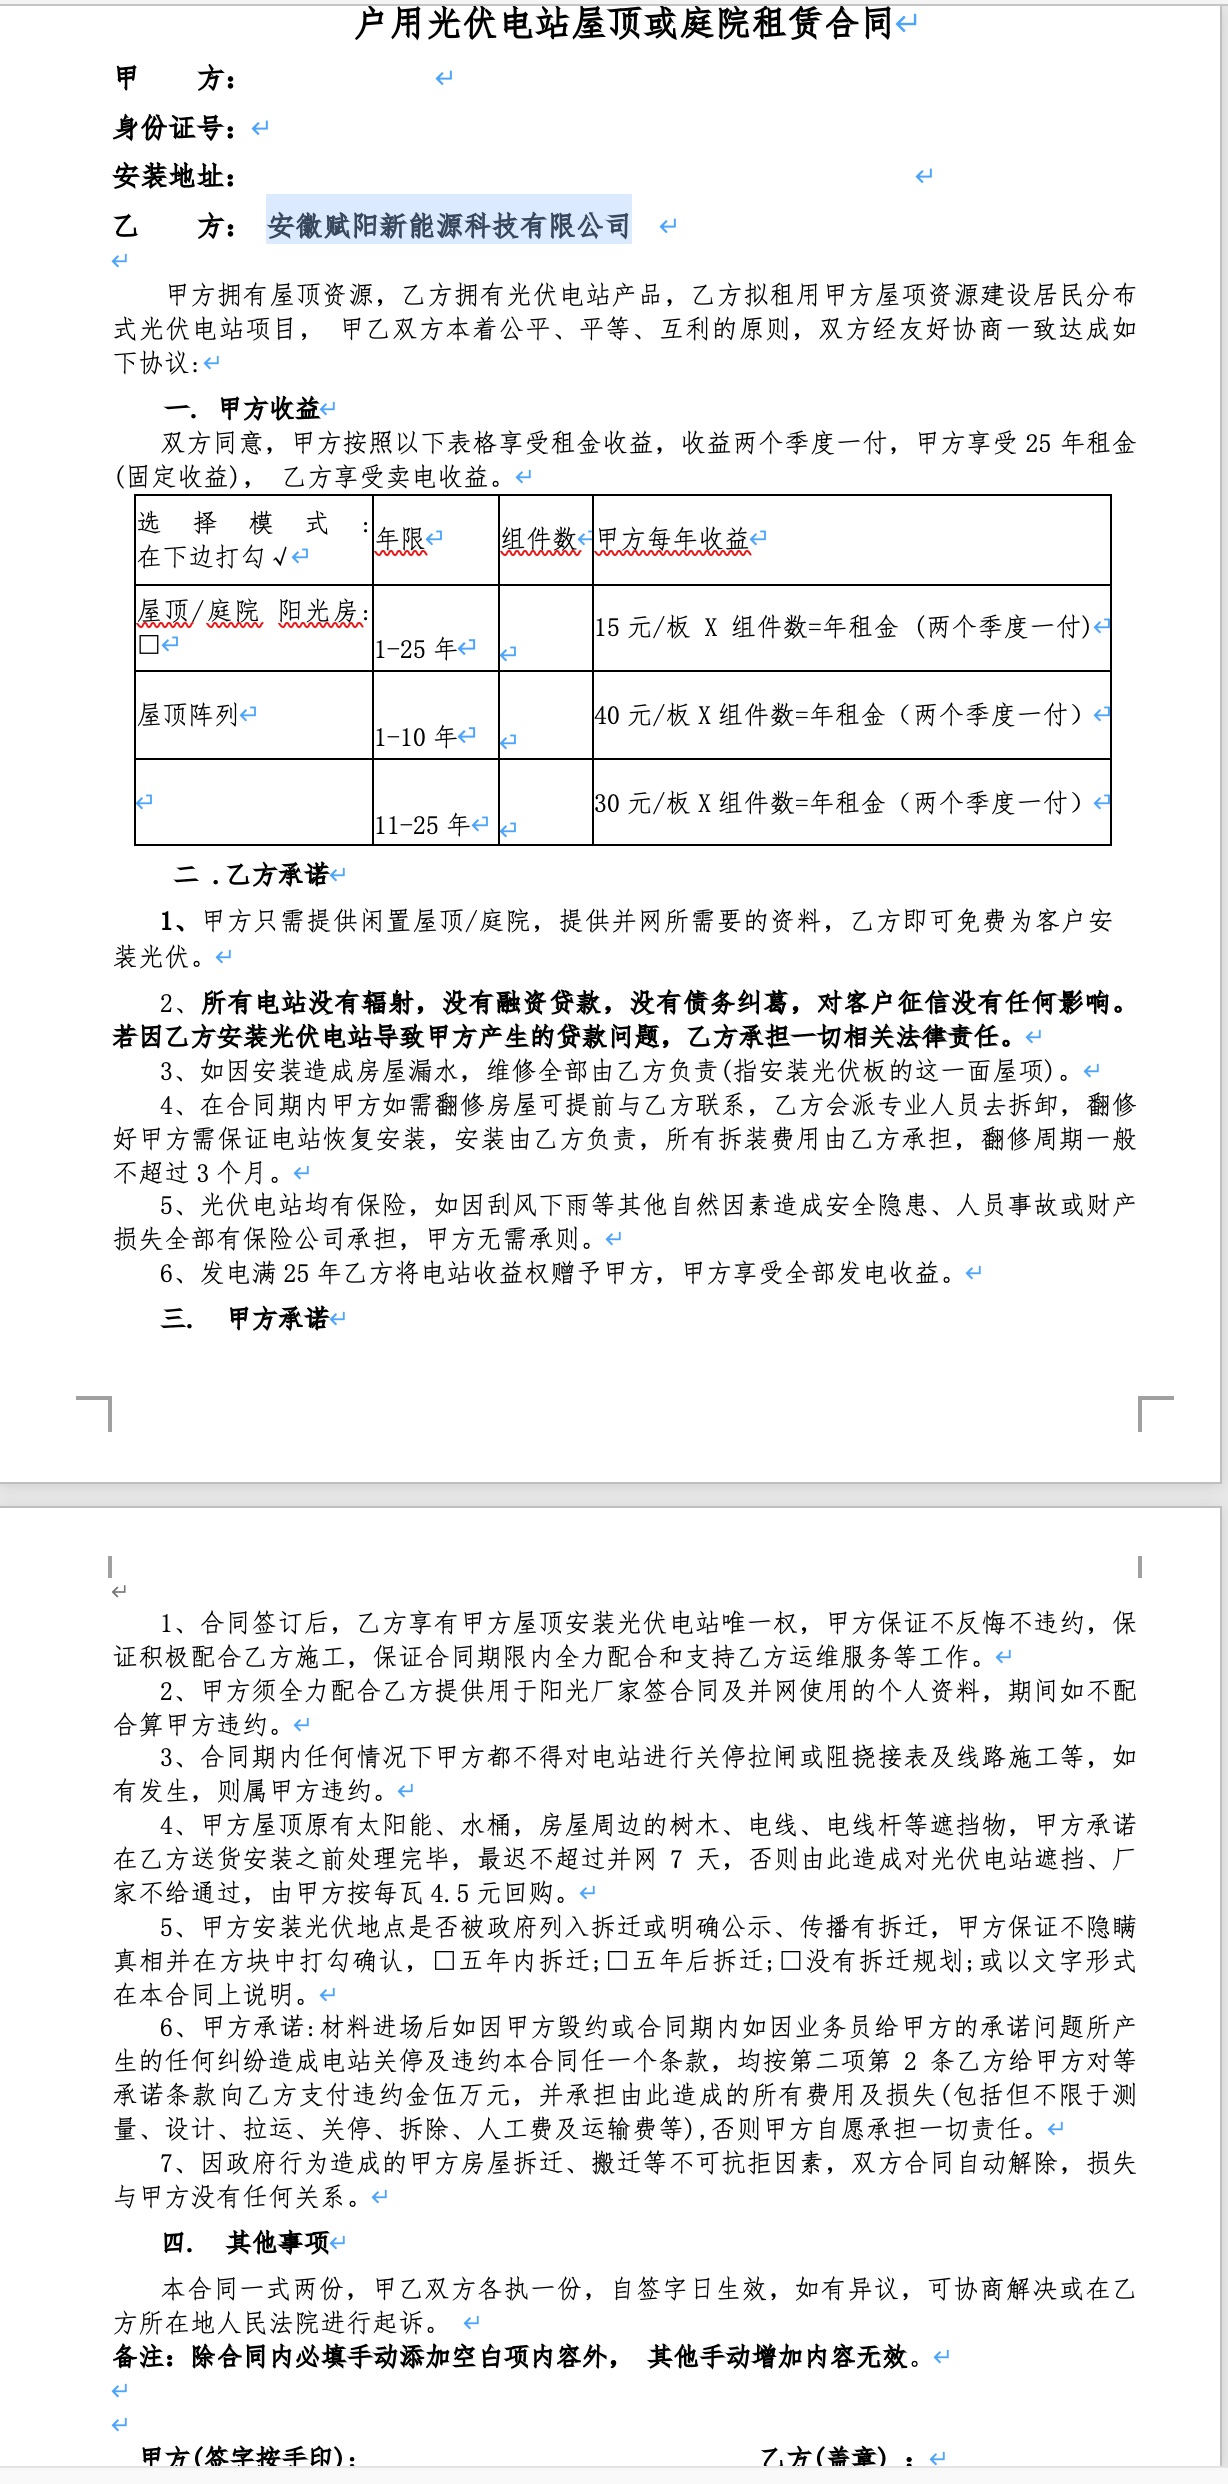 户用光伏电站屋顶或庭院租赁合同
甲　　方：
身份证号：
安装地址：
乙　　方： 安徽赋阳新能源科技有限公司
甲方拥有屋顶资源，乙方拥有光伏电站产品，乙方拟租用甲方屋项资源建设居民分布
式光伏电站项目， 甲乙双方本着公平、平等、互利的原则，双方经友好协商一致达成如
下协议:
一. 甲方收益
双方同意，甲方按照以下表格享受租金收益，收益两个季度一付，甲方享受 25 年租金
(固定收益)， 乙方享受卖电收益。
选 择 模 式 :
在下边打勾√
年限
组件数
甲方每年收益
屋顶/庭院 阳光房:
□
1-25 年
15 元/板 X 组件数=年租金 (两个季度一付)
屋顶阵列
1-10 年
40 元/板 X 组件数=年租金（两个季度一付）
11-25 年
30 元/板 X 组件数=年租金（两个季度一付）
二 .乙方承诺
1、甲方只需提供闲置屋顶/庭院，提供并网所需要的资料，乙方即可免费为客户安
装光伏。
2、所有电站没有辐射，没有融资贷款，没有债务纠葛，对客户征信没有任何影响。
若因乙方安装光伏电站导致甲方产生的贷款问题，乙方承担一切相关法律责任。
3、如因安装造成房屋漏水，维修全部由乙方负责(指安装光伏板的这一面屋项)。
4、在合同期内甲方如需翻修房屋可提前与乙方联系，乙方会派专业人员去拆卸，翻修
好甲方需保证电站恢复安装，安装由乙方负责，所有拆装费用由乙方承担，翻修周期一般
不超过 3 个月。
5、光伏电站均有保险，如因刮风下雨等其他自然因素造成安全隐患、人员事故或财产
损失全部有保险公司承担，甲方无需承则。
6、发电满 25 年乙方将电站收益权赠予甲方，甲方享受全部发电收益。
三. 甲方承诺
1、合同签订后，乙方享有甲方屋顶安装光伏电站唯一权，甲方保证不反悔不违约，保
证积极配合乙方施工，保证合同期限内全力配合和支持乙方运维服务等工作。
2、甲方须全力配合乙方提供用于阳光厂家签合同及并网使用的个人资料，期间如不配
合算甲方违约。
3、合同期内任何情况下甲方都不得对电站进行关停拉闸或阻挠接表及线路施工等，如
有发生，则属甲方违约。
4、甲方屋顶原有太阳能、水桶，房屋周边的树木、电线、电线杆等遮挡物，甲方承诺
在乙方送货安装之前处理完毕，最迟不超过并网 7 天，否则由此造成对光伏电站遮挡、厂
家不给通过，由甲方按每瓦 4.5 元回购。
5、甲方安装光伏地点是否被政府列入拆迁或明确公示、传播有拆迁，甲方保证不隐瞒
真相并在方块中打勾确认，□五年内拆迁;□五年后拆迁;□没有拆迁规划;或以文字形式
在本合同上说明。
6、甲方承诺:材料进场后如因甲方毁约或合同期内如因业务员给甲方的承诺问题所产
生的任何纠纷造成电站关停及违约本合同任一个条款，均按第二项第 2 条乙方给甲方对等
承诺条款向乙方支付违约金伍万元，并承担由此造成的所有费用及损失(包括但不限于测
量、设计、拉运、关停、拆除、人工费及运输费等),否则甲方自愿承担一切责任。
7、因政府行为造成的甲方房屋拆迁、搬迁等不可抗拒因素，双方合同自动解除，损失
与甲方没有任何关系。
四. 其他事项
本合同一式两份，甲乙双方各执一份，自签字日生效，如有异议，可协商解决或在乙
方所在地人民法院进行起诉。
备注：除合同内必填手动添加空白项内容外， 其他手动增加内容无效。
甲方(签字按手印)： 乙方(盖章) ：